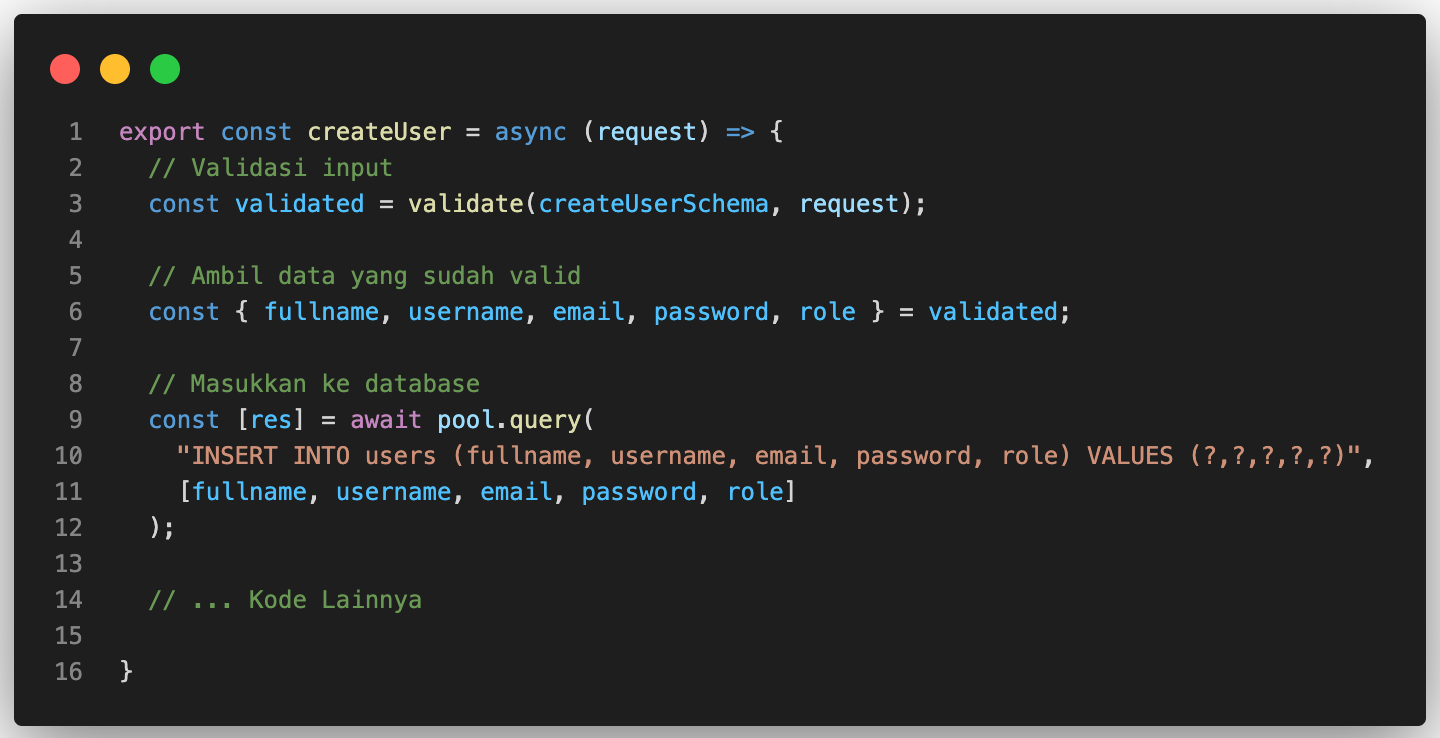 1 export const createUser = async (request) => {
2 // Validasi input
3 const validated = validate(createUserSchema, request);
4
5 // Ambil data yang sudah valid
6 const { fullname, username, email, password, role } = validated;
7
8 // Masukkan ke database
9 const [res] = await pool.query(
10 "INSERT INTO users (fullname, username, email, password, role) VALUES (?,?,?,?,?)",
11 [fullname, username, email, password, role]
12 );
13
14 // ... Kode Lainnya
15
16 }